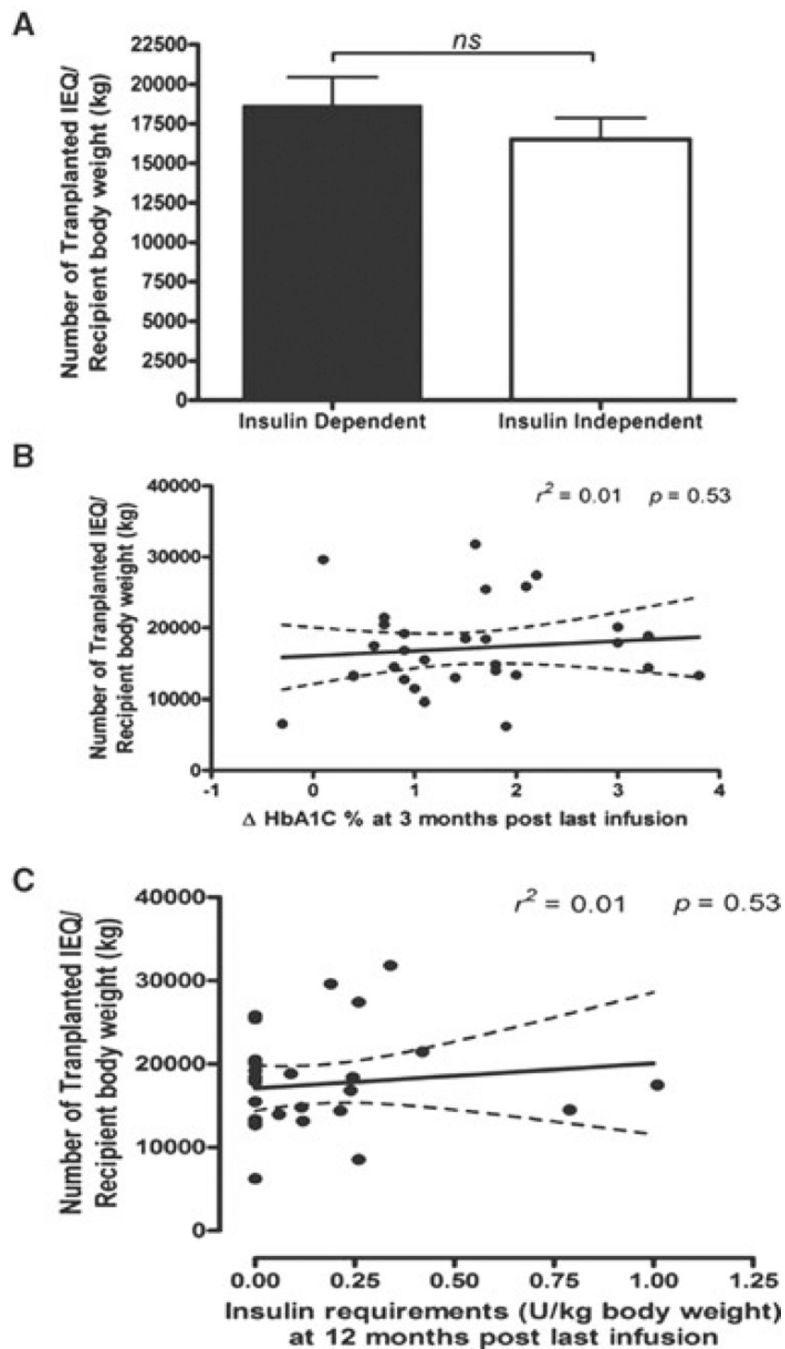 A
ns
Number of Tranplanted IEQ/
Recipient body weight (kg)
22500
20000
17500
15000
12500
10000
7500
5000
2500
0
Insulin Dependent Insulin Independent
B
r² = 0.01 p = 0.53
Number of Tranplanted IEQ/
Recipient body weight (kg)
40000
30000
20000
10000
0
-1 0 1 2 3 4
Δ HbA1C % at 3 months post last infusion
C
r² = 0.01 p = 0.53
Number of Tranplanted IEQ/
Recipient body weight (kg)
40000
30000
20000
10000
0
0.00 0.25 0.50 0.75 1.00 1.25
Insulin requirements (U/kg body weight)
at 12 months post last infusion